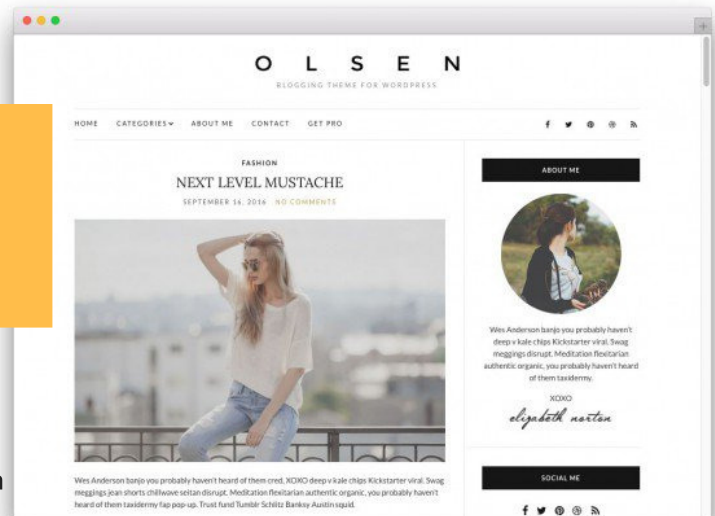 OLSEN
BLOGGING THEME FOR WORDPRESS
HOME CATEGORIES ABOUT ME CONTACT GET PRO
FASHION
NEXT LEVEL MUSTACHE
SEPTEMBER 16, 2016 NO COMMENTS
Wes Anderson banjo you probably haven't heard of them cred, XOXO deep v kale chips Kickstarter viral. Swag
meggings jean shorts chillwave seitan disrupt. Meditation flexitarian authentic organic, you probably haven't
heard of them taxidermy fap pop-up. Trust fund Tumblr Schlitz Banksy Austin squid.
ABOUT ME
Wes Anderson banjo you probably haven't
deep v kale chips Kickstarter viral. Swag
meggings disrupt. Meditation flexitarian
authentic organic, you probably haven't heard
of them taxidermy.
XOXO
elizabeth norton
SOCIAL ME